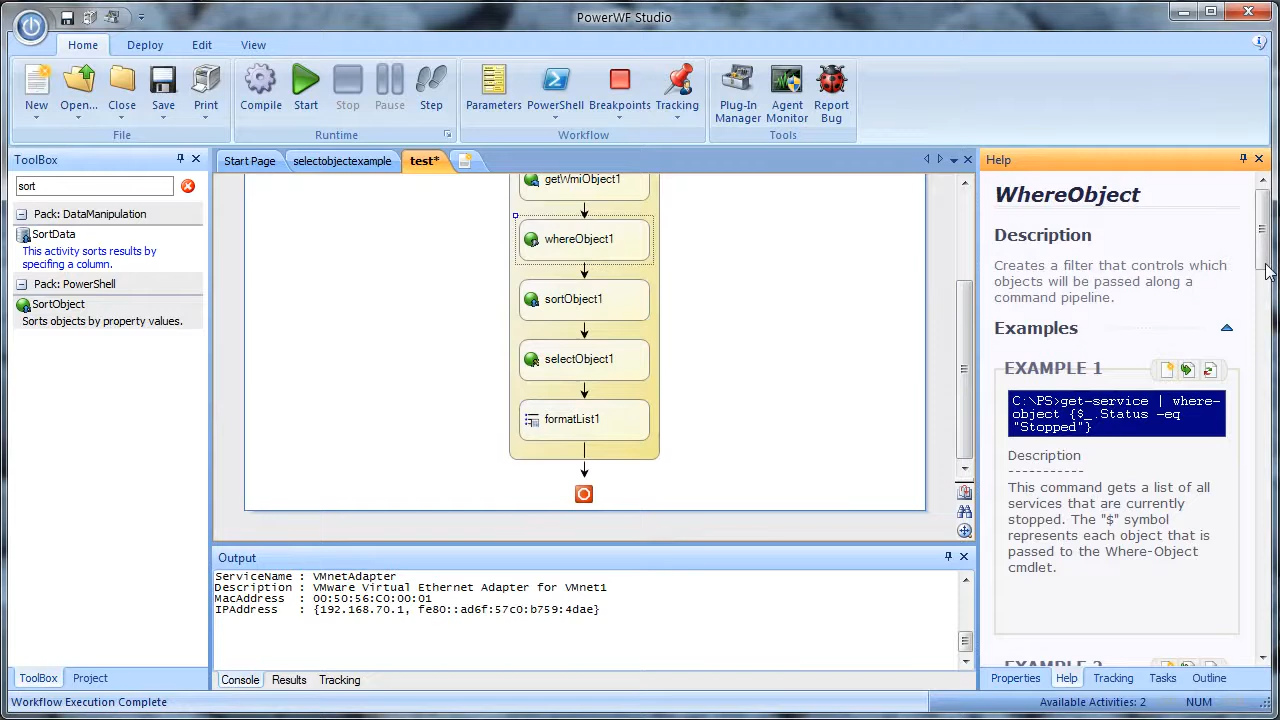 PowerWF Studio
Home
Deploy
Edit
View
New
Open...
Close
Save
Print
Compile
Start
Stop
Pause
Step
Parameters
PowerShell
Breakpoints
Tracking
Plug-In
Manager
Agent
Monitor
Report
Bug
File
Runtime
Workflow
Tools
ToolBox
sort
Pack: DataManipulation
SortData
This activity sorts results by
specifing a column.
Pack: PowerShell
SortObject
Sorts objects by property values.
ToolBox
Project
Start Page
selectobjectexample
test*
getWmiObject1
whereObject1
sortObject1
selectObject1
formatList1
Output
ServiceName : VMnetAdapter
Description : VMware Virtual Ethernet Adapter for VMnet1
MacAddress : 00:50:56:C0:00:01
IPAddress : {192.168.70.1, fe80::ad6f:57c0:b759:4dae}
Console
Results
Tracking
Help
WhereObject
Description
Creates a filter that controls which
objects will be passed along a
command pipeline.
Examples
EXAMPLE 1
C:\PS>get-service | where-
object {$_.Status -eq
"Stopped"}
Description
-----------
This command gets a list of all
services that are currently
stopped. The "$" symbol
represents each object that is
passed to the Where-Object
cmdlet.
EXAMPLE 2
Properties
Help
Tracking
Tasks
Outline
Workflow Execution Complete
Available Activities: 2
NUM